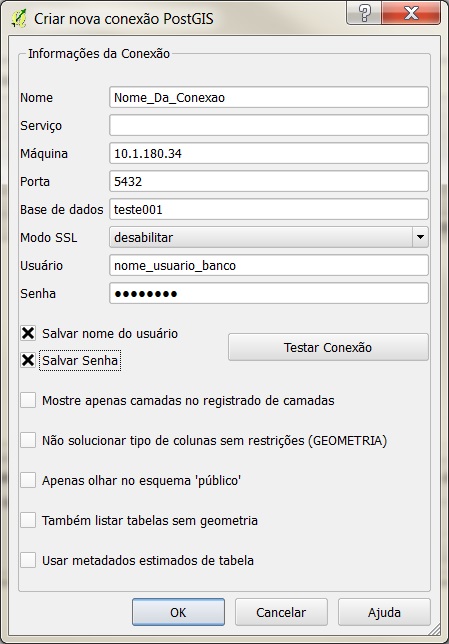 Criar nova conexão PostGIS
Informações da Conexão
Nome Nome_Da_Conexao
Serviço
Máquina 10.1.180.34
Porta 5432
Base de dados teste001
Modo SSL desabilitar
Usuário nome_usuario_banco
Senha ●●●●●●●●
Salvar nome do usuário
Testar Conexão
Salvar Senha
Mostre apenas camadas no registrado de camadas
Não solucionar tipo de colunas sem restrições (GEOMETRIA)
Apenas olhar no esquema 'público'
Também listar tabelas sem geometria
Usar metadados estimados de tabela
OK Cancelar Ajuda